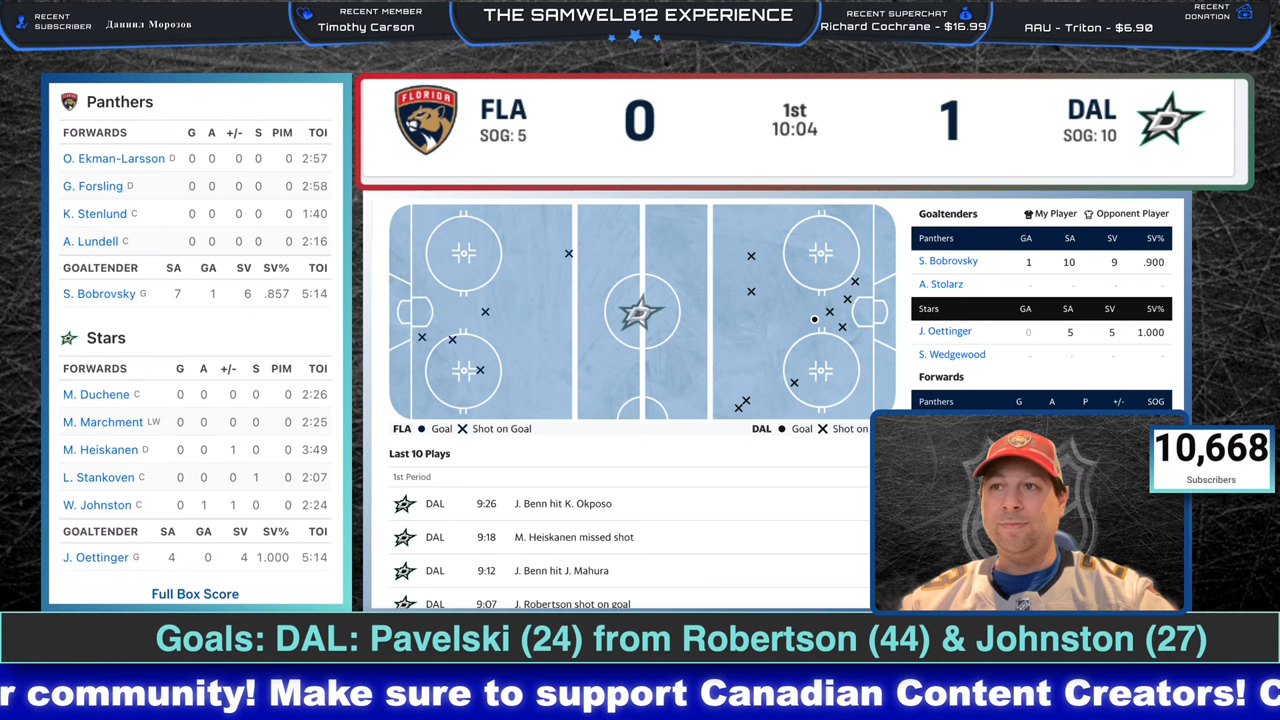 RECENT SUBSCRIBER
Даниил Морозов
RECENT MEMBER
Timothy Carson
THE SAMWELB12 EXPERIENCE
RECENT SUPERCHAT
Richard Cochrane - $16.99
AAU - Triton - $6.90
RECENT DONATION
Panthers
FORWARDS G A +/- S PIM TOI
O. Ekman-Larsson D 0 0 0 0 0 2:57
G. Forsling D 0 0 0 0 0 2:58
K. Stenlund C 0 0 0 0 0 1:40
A. Lundell C 0 0 0 0 0 2:16
GOALTENDER SA GA SV SV% TOI
S. Bobrovsky G 7 1 6 .857 5:14
Stars
FORWARDS G A +/- S PIM TOI
M. Duchene C 0 0 0 0 0 2:26
M. Marchment LW 0 0 0 0 0 2:25
M. Heiskanen D 0 0 1 0 0 3:49
L. Stankoven C 0 0 0 1 0 2:07
W. Johnston C 0 1 1 0 0 2:24
GOALTENDER SA GA SV SV% TOI
J. Oettinger G 4 0 4 1.000 5:14
Full Box Score
FLORIDA
FLA
SOG: 5
0
1st
10:04
1
DAL
SOG: 10
D
D
FLA Goal Shot on Goal
DAL Goal Shot on
Last 10 Plays
1st Period
DAL 9:26 J. Benn hit K. Okposo
DAL 9:18 M. Heiskanen missed shot
DAL 9:12 J. Benn hit J. Mahura
DAL 9:07 J. Robertson shot on goal
Goaltenders My Player Opponent Player
Panthers GA SA SV SV%
S. Bobrovsky 1 10 9 .900
A. Stolarz - - - -
Stars GA SA SV SV%
J. Oettinger 0 5 5 1.000
S. Wedgewood - - - -
Forwards
Panthers G A P +/- SOG
10,668
Subscribers
Goals: DAL: Pavelski (24) from Robertson (44) & Johnston (27)
r community! Make sure to support Canadian Content Creators! C